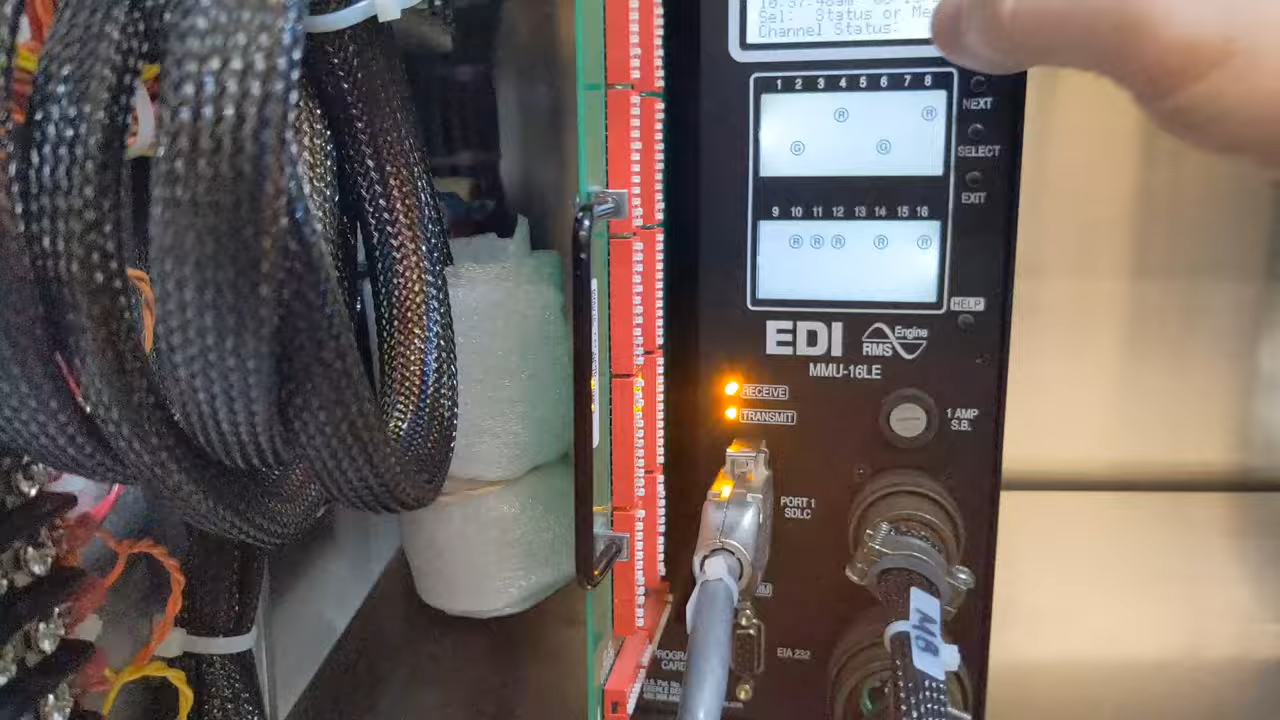 Sel: Status or Me
Channel Status:
1 2 3 4 5 6 7 8
R R
G G
NEXT
SELECT
EXIT
9 10 11 12 13 14 15 16
R R R R R
HELP
EDI
RMS Engine
MMU-16LE
RECEIVE
TRANSMIT
1 AMP
S.B.
PORT 1
SDLC
EIA 232
M8